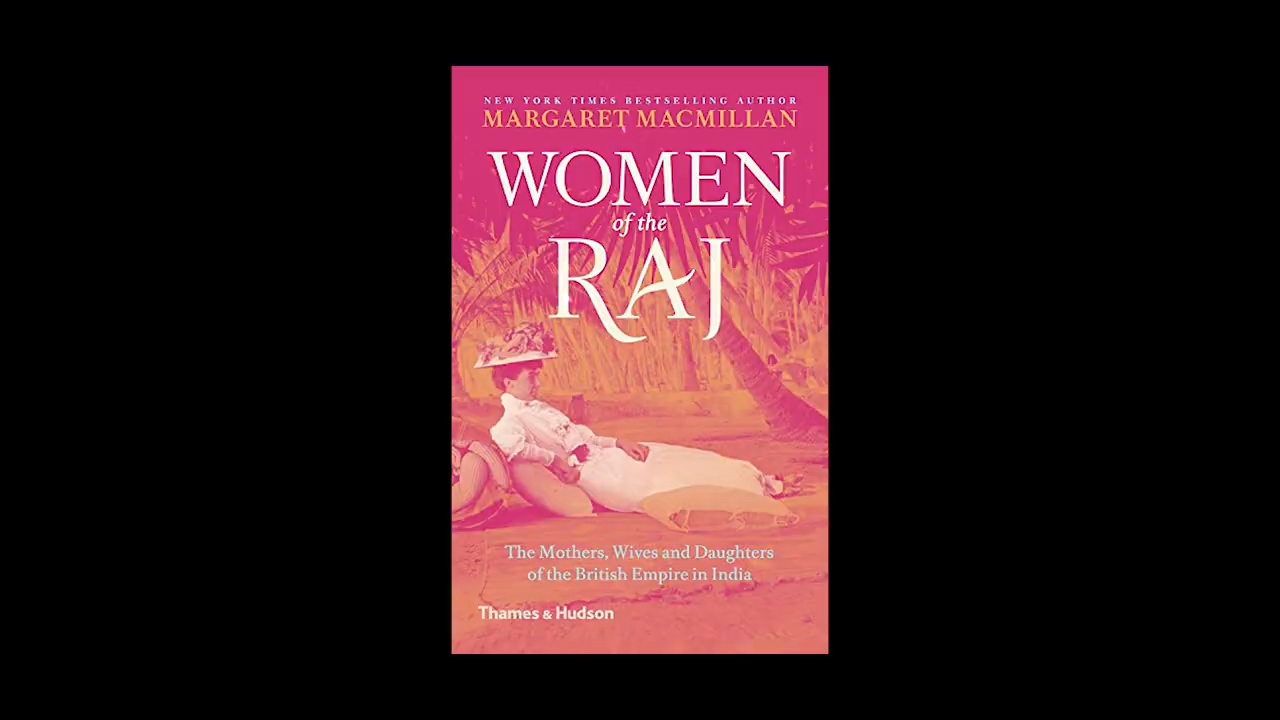 NEW YORK TIMES BESTSELLING AUTHOR
MARGARET MACMILLAN
WOMEN
of the
RAJ
The Mothers, Wives and Daughters
of the British Empire in India
Thames & Hudson